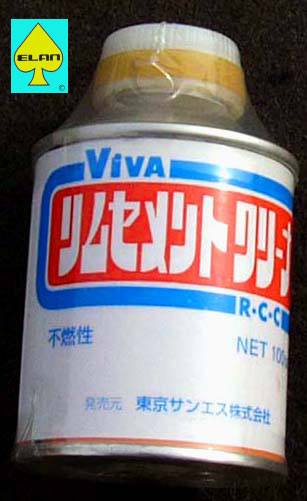 ELAN
©
ViVA
リムセメントクリーナ
R・C・C
不燃性
NET 100
発売元 東京サンエス株式会社